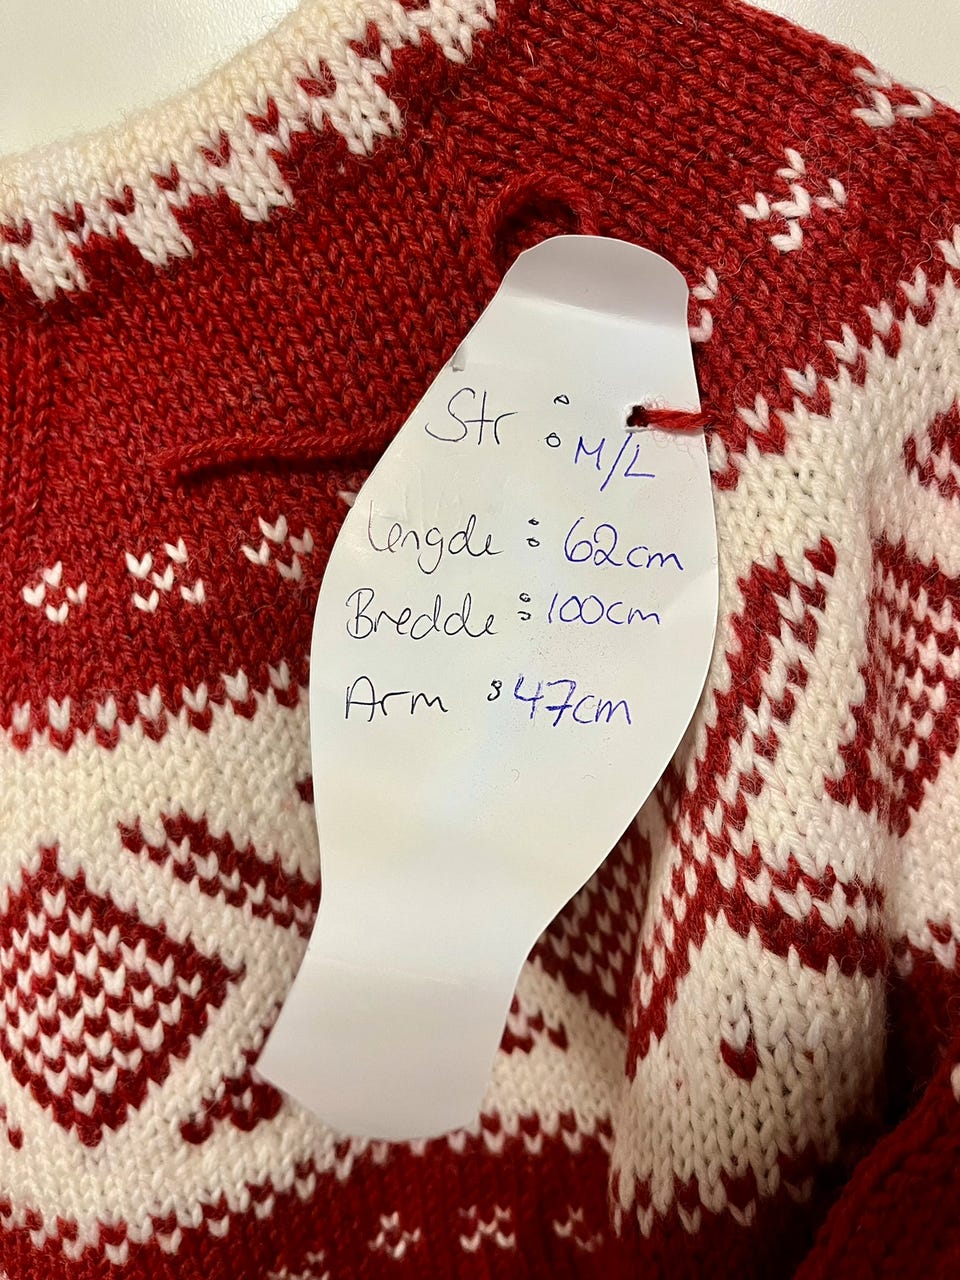 Str : M/L
Lengde : 62cm
Bredde : 100cm
Arm : 47cm